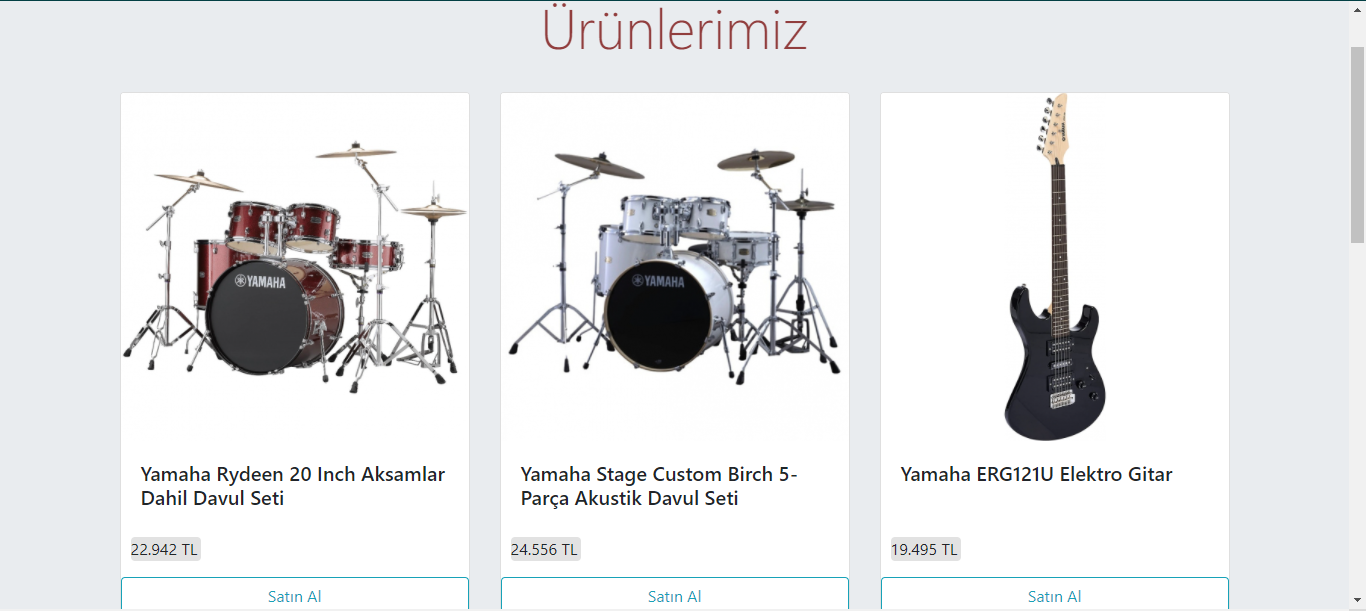 Ürünlerimiz
YAMAHA
YAMAHA
Yamaha Rydeen 20 Inch Aksamlar
Dahil Davul Seti
Yamaha Stage Custom Birch 5-
Parça Akustik Davul Seti
Yamaha ERG121U Elektro Gitar
22.942 TL
24.556 TL
19.495 TL
Satın Al
Satın Al
Satın Al